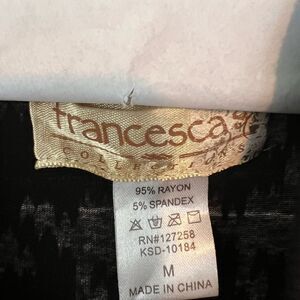 francesca's
COLLECTIONS
95% RAYON
5% SPANDEX
RN#127258
KSD-10184
M
MADE IN CHINA